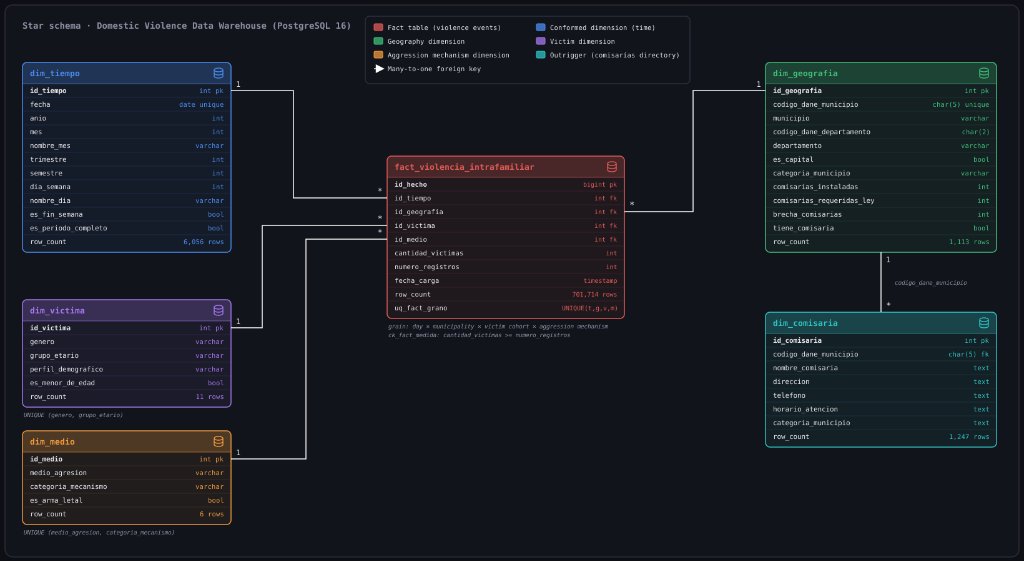 Star schema · Domestic Violence Data Warehouse (PostgreSQL 16)
Fact table (violence events)
Conformed dimension (time)
Geography dimension
Victim dimension
Aggression mechanism dimension
Outrigger (comisarias directory)
Many-to-one foreign key
dim_tiempo
id_tiempo int pk
fecha date unique
anio int
mes int
nombre_mes varchar
trimestre int
semestre int
dia_semana int
nombre_dia varchar
es_fin_semana bool
es_periodo_completo bool
row_count 6,056 rows
1
dim_victima
id_victima int pk
genero varchar
grupo_etario varchar
perfil_demografico varchar
es_menor_de_edad bool
row_count 11 rows
1
UNIQUE (genero, grupo_etario)
dim_medio
id_medio int pk
medio_agresion varchar
categoria_mecanismo varchar
es_arma_letal bool
row_count 6 rows
1
UNIQUE (medio_agresion, categoria_mecanismo)
fact_violencia_intrafamiliar
id_hecho bigint pk
id_tiempo int fk
id_geografia int fk
id_victima int fk
id_medio int fk
cantidad_victimas int
numero_registros int
fecha_carga timestamp
row_count 701,714 rows
uq_fact_grano UNIQUE(t,g,v,m)
*
*
*
*
grain: day × municipality × victim cohort × aggression mechanism
ck_fact_medida: cantidad_victimas >= numero_registros
dim_geografia
id_geografia int pk
codigo_dane_municipio char(5) unique
municipio varchar
codigo_dane_departamento char(2)
departamento varchar
es_capital bool
categoria_municipio varchar
comisarias_instaladas int
comisarias_requeridas_ley int
brecha_comisarias int
tiene_comisaria bool
row_count 1,113 rows
1
1
codigo_dane_municipio
*
dim_comisaria
id_comisaria int pk
codigo_dane_municipio char(5) fk
nombre_comisaria text
direccion text
telefono text
horario_atencion text
categoria_municipio text
row_count 1,247 rows